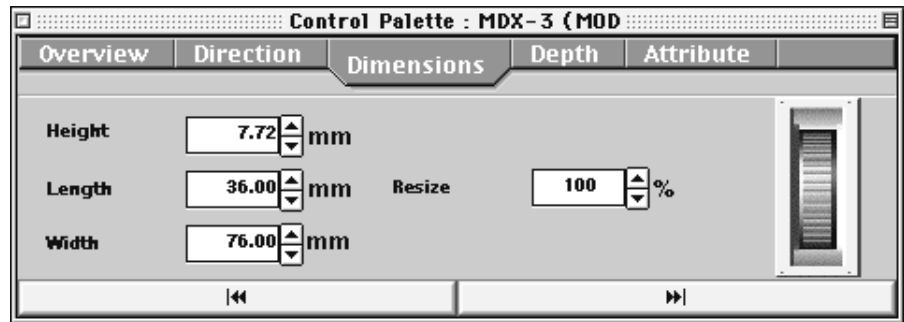 Control Palette : MDX-3 (MOD
Overview Direction Dimensions Depth Attribute
Height 7.72 mm
Length 36.00 mm Resize 100 %
Width 76.00 mm